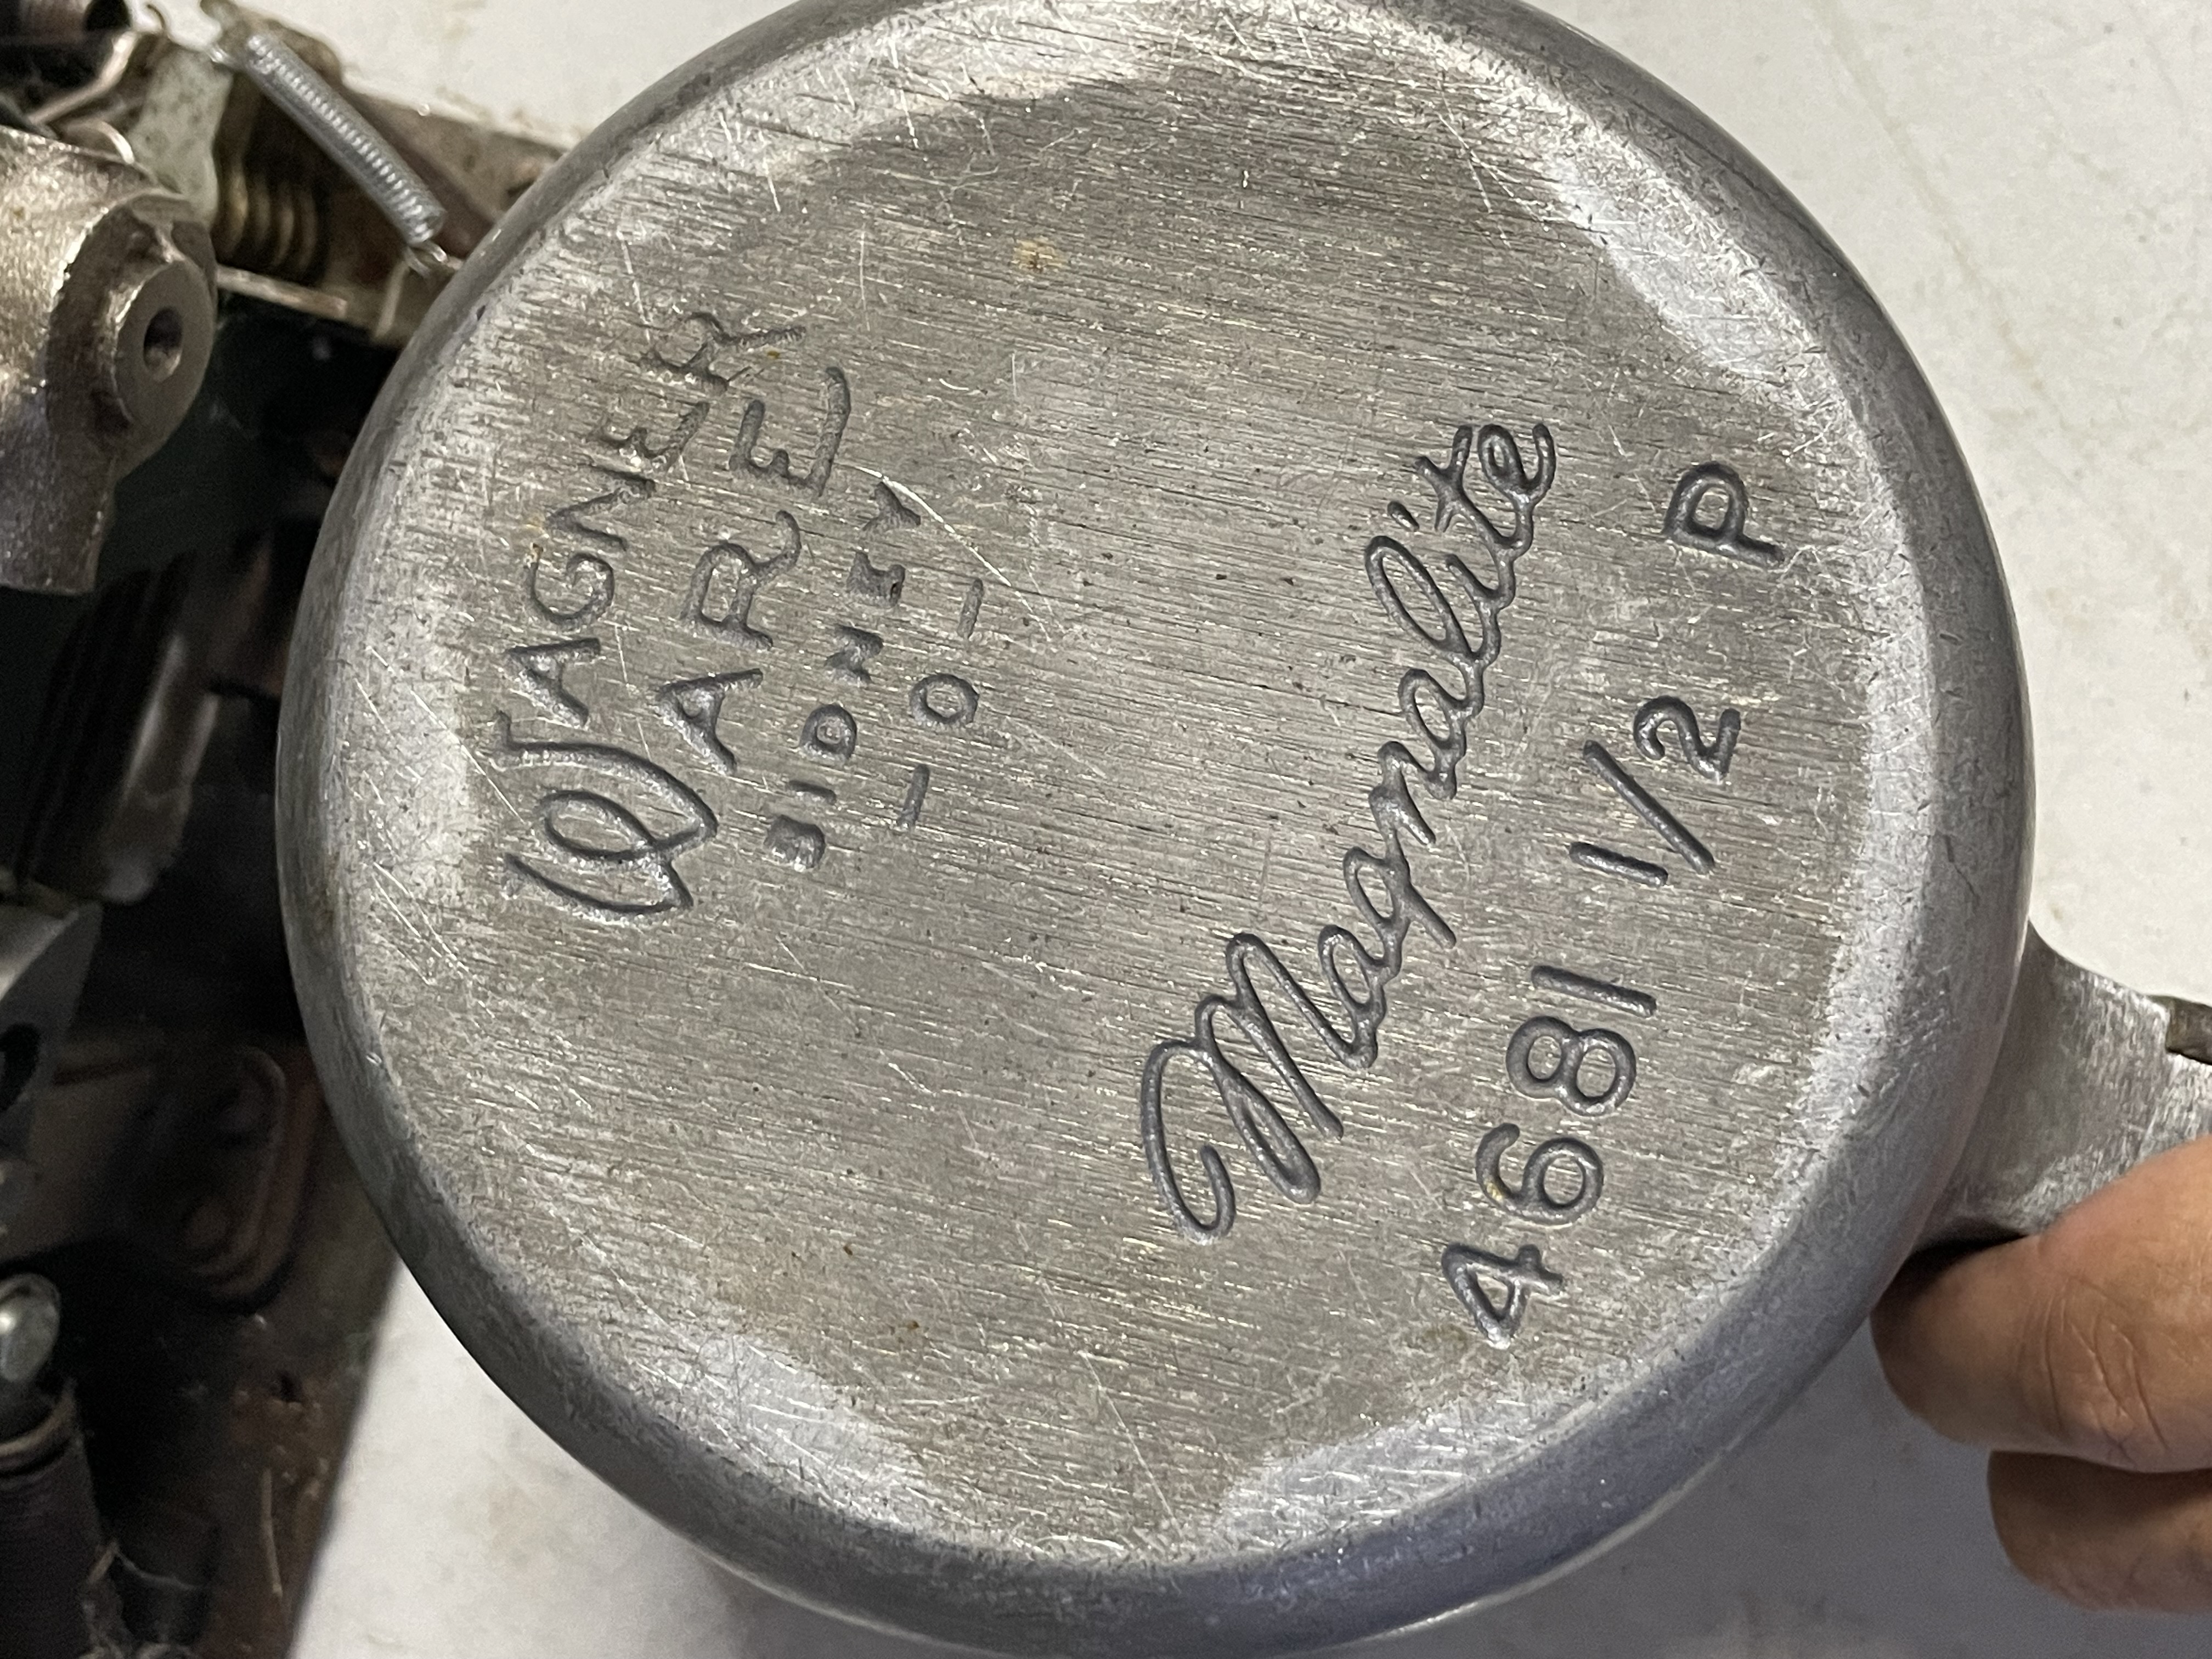 WAGNER
WARE
SIDNEY
-O-
Magnalite
4681 1/2 P